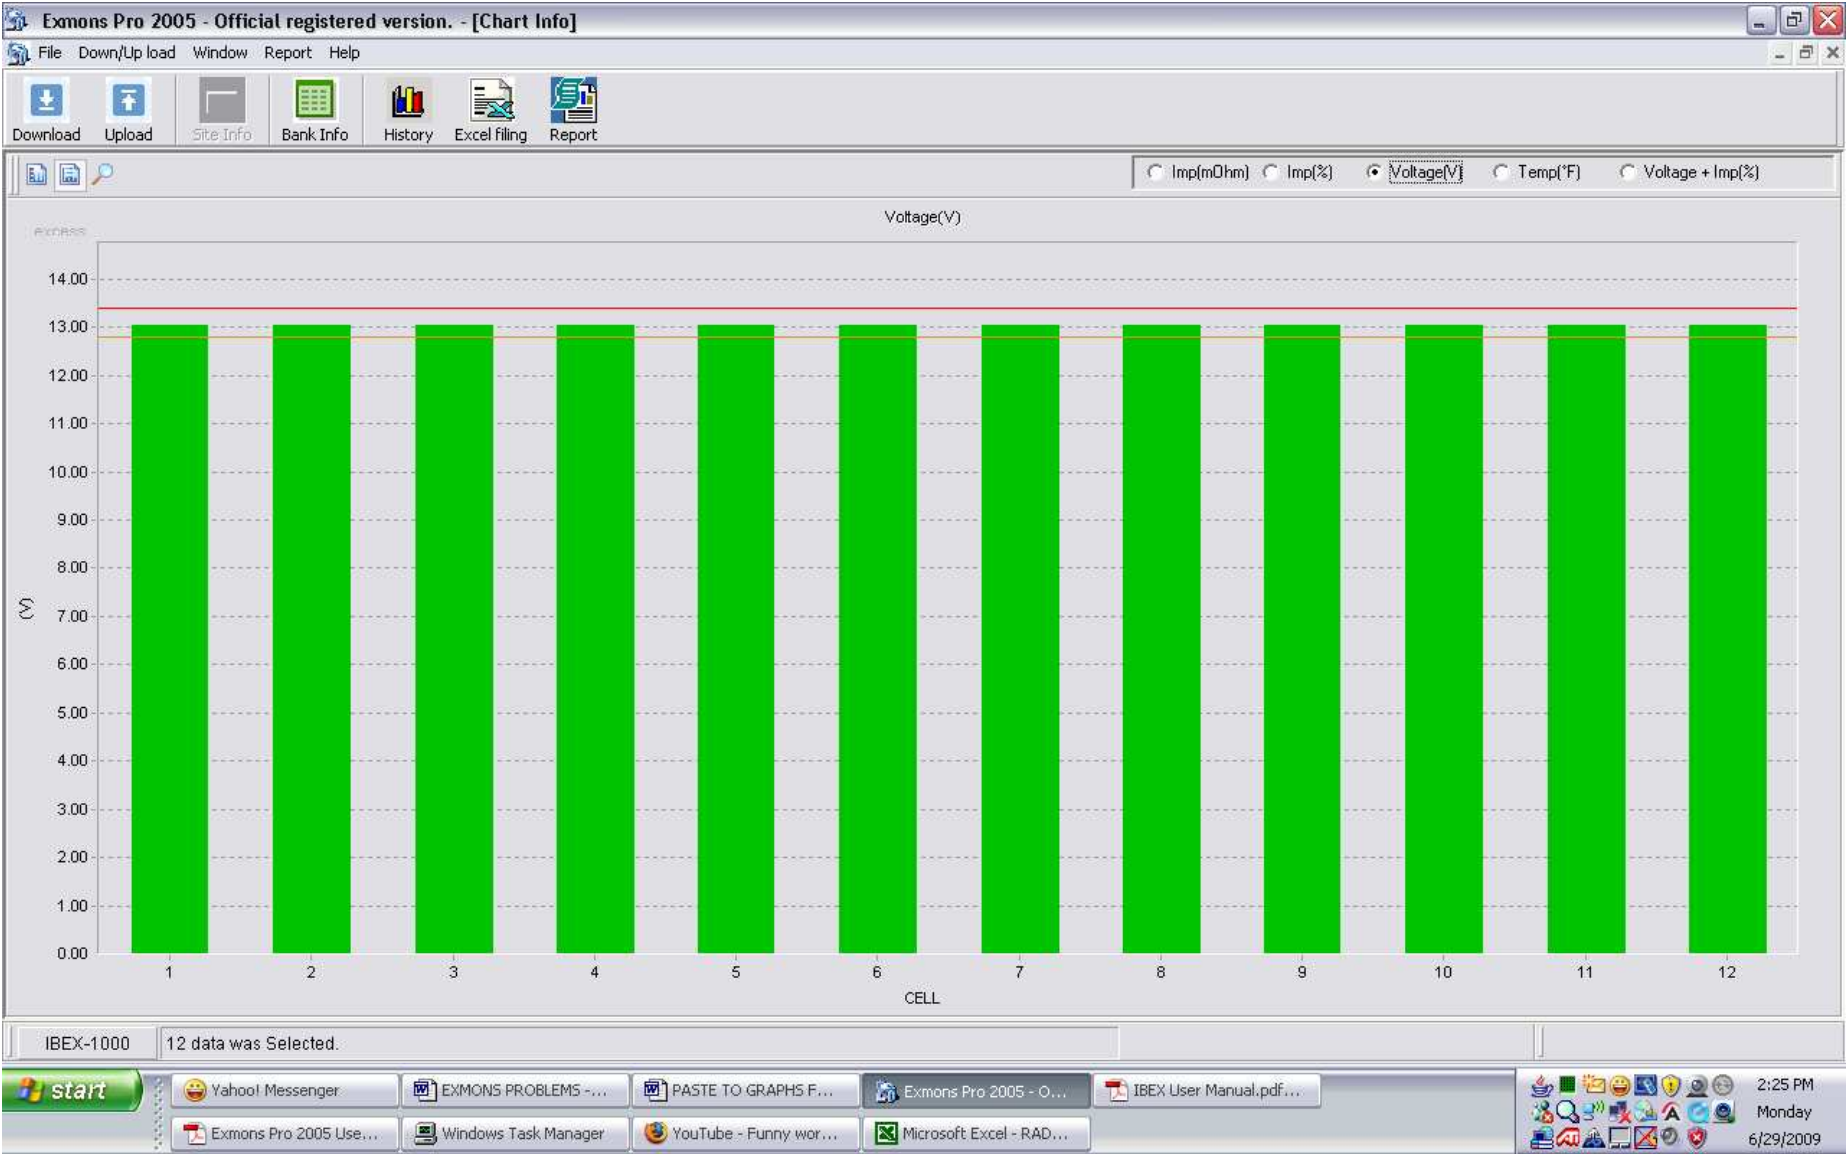 Exmons Pro 2005 - Official registered version. - [Chart Info]
File Down/Up load Window Report Help
Download Upload Site Info Bank Info History Excel filing Report
Imp(mOhm) Imp(%) Voltage(V) Temp(°F) Voltage + Imp(%)
Voltage(V)
excess
14.00
13.00
12.00
11.00
10.00
9.00
8.00
(V)
7.00
6.00
5.00
4.00
3.00
2.00
1.00
0.00
1 2 3 4 5 6 7 8 9 10 11 12
CELL
IBEX-1000 12 data was Selected.
start Yahoo! Messenger EXMONS PROBLEMS -... PASTE TO GRAPHS F... Exmons Pro 2005 - O... IBEX User Manual.pdf... 2:25 PM
Monday
Exmons Pro 2005 Use... Windows Task Manager YouTube - Funny wor... Microsoft Excel - RAD... 6/29/2009